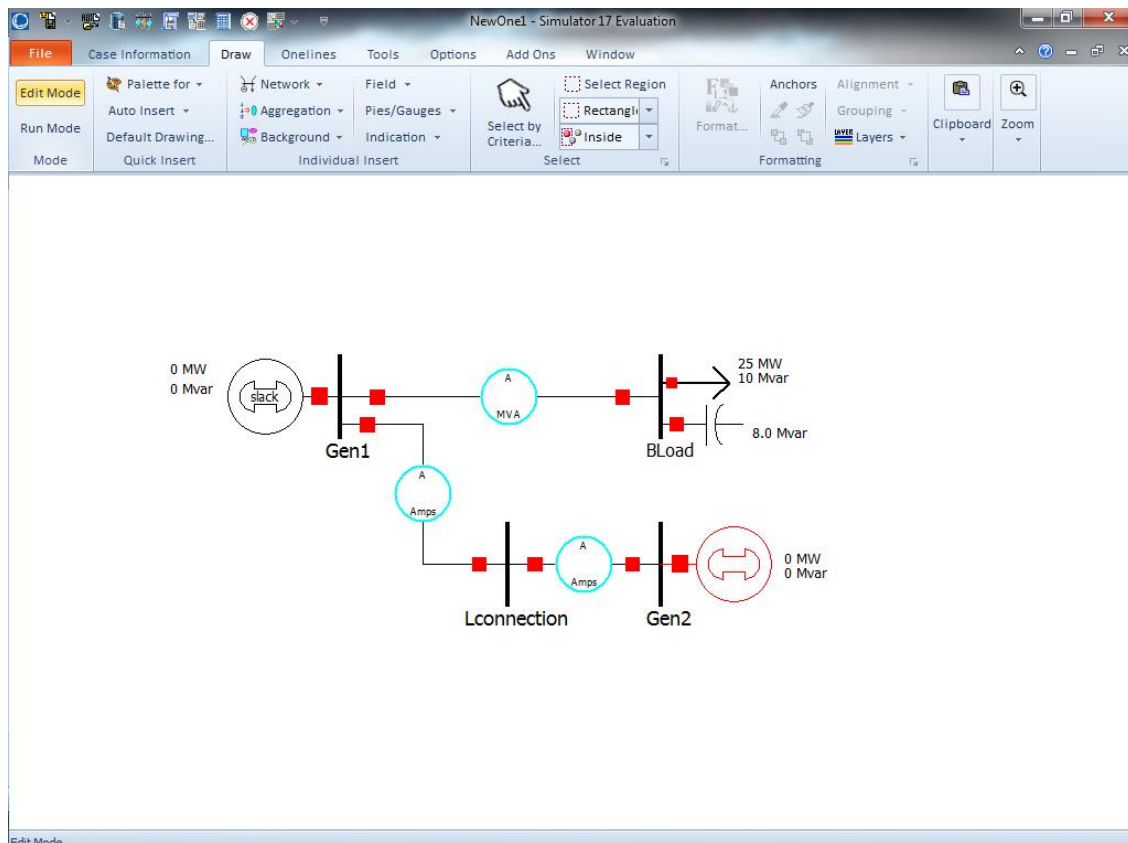 NewOne1 - Simulator 17 Evaluation
File Case Information Draw Onelines Tools Options Add Ons Window
Edit Mode
Run Mode
Mode
Palette for
Auto Insert
Default Drawing...
Quick Insert
Network
Aggregation
Background
Field
Pies/Gauges
Indication
Individual Insert
Select by
Criteria...
Select Region
Rectangl
Inside
Select
Format...
Anchors
Alignment
Grouping
Layers
Formatting
Clipboard
Zoom
0 MW
0 Mvar
slack
Gen1
A
MVA
25 MW
10 Mvar
8.0 Mvar
BLoad
A
Amps
Lconnection
A
Amps
Gen2
0 MW
0 Mvar
Edit Mode